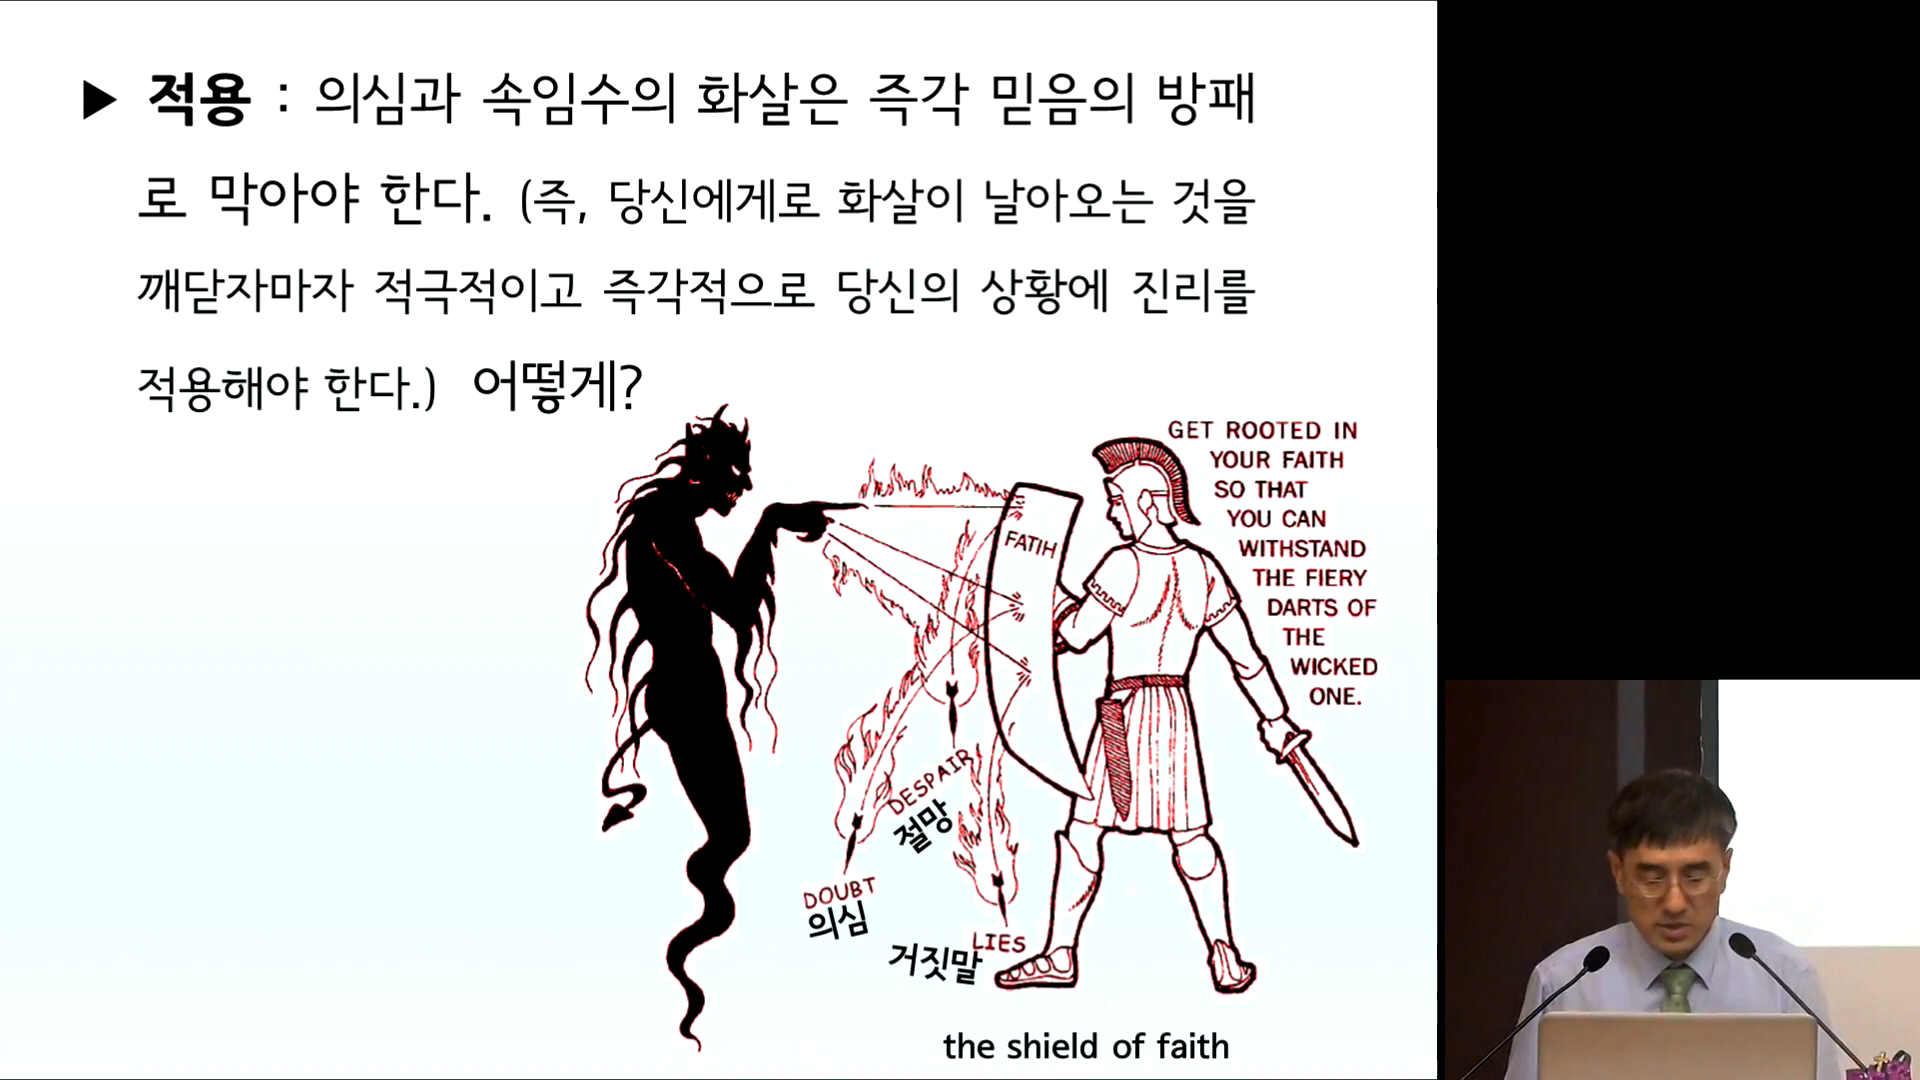 ▶ 적용 : 의심과 속임수의 화살은 즉각 믿음의 방패
로 막아야 한다. (즉, 당신에게로 화살이 날아오는 것을
깨닫자마자 적극적이고 즉각적으로 당신의 상황에 진리를
적용해야 한다.) 어떻게?
GET ROOTED IN
YOUR FAITH
SO THAT
YOU CAN
WITHSTAND
THE FIERY
DARTS OF
THE
WICKED
ONE.
FATIH
DESPAIR
절망
DOUBT
의심
LIES
거짓말
the shield of faith